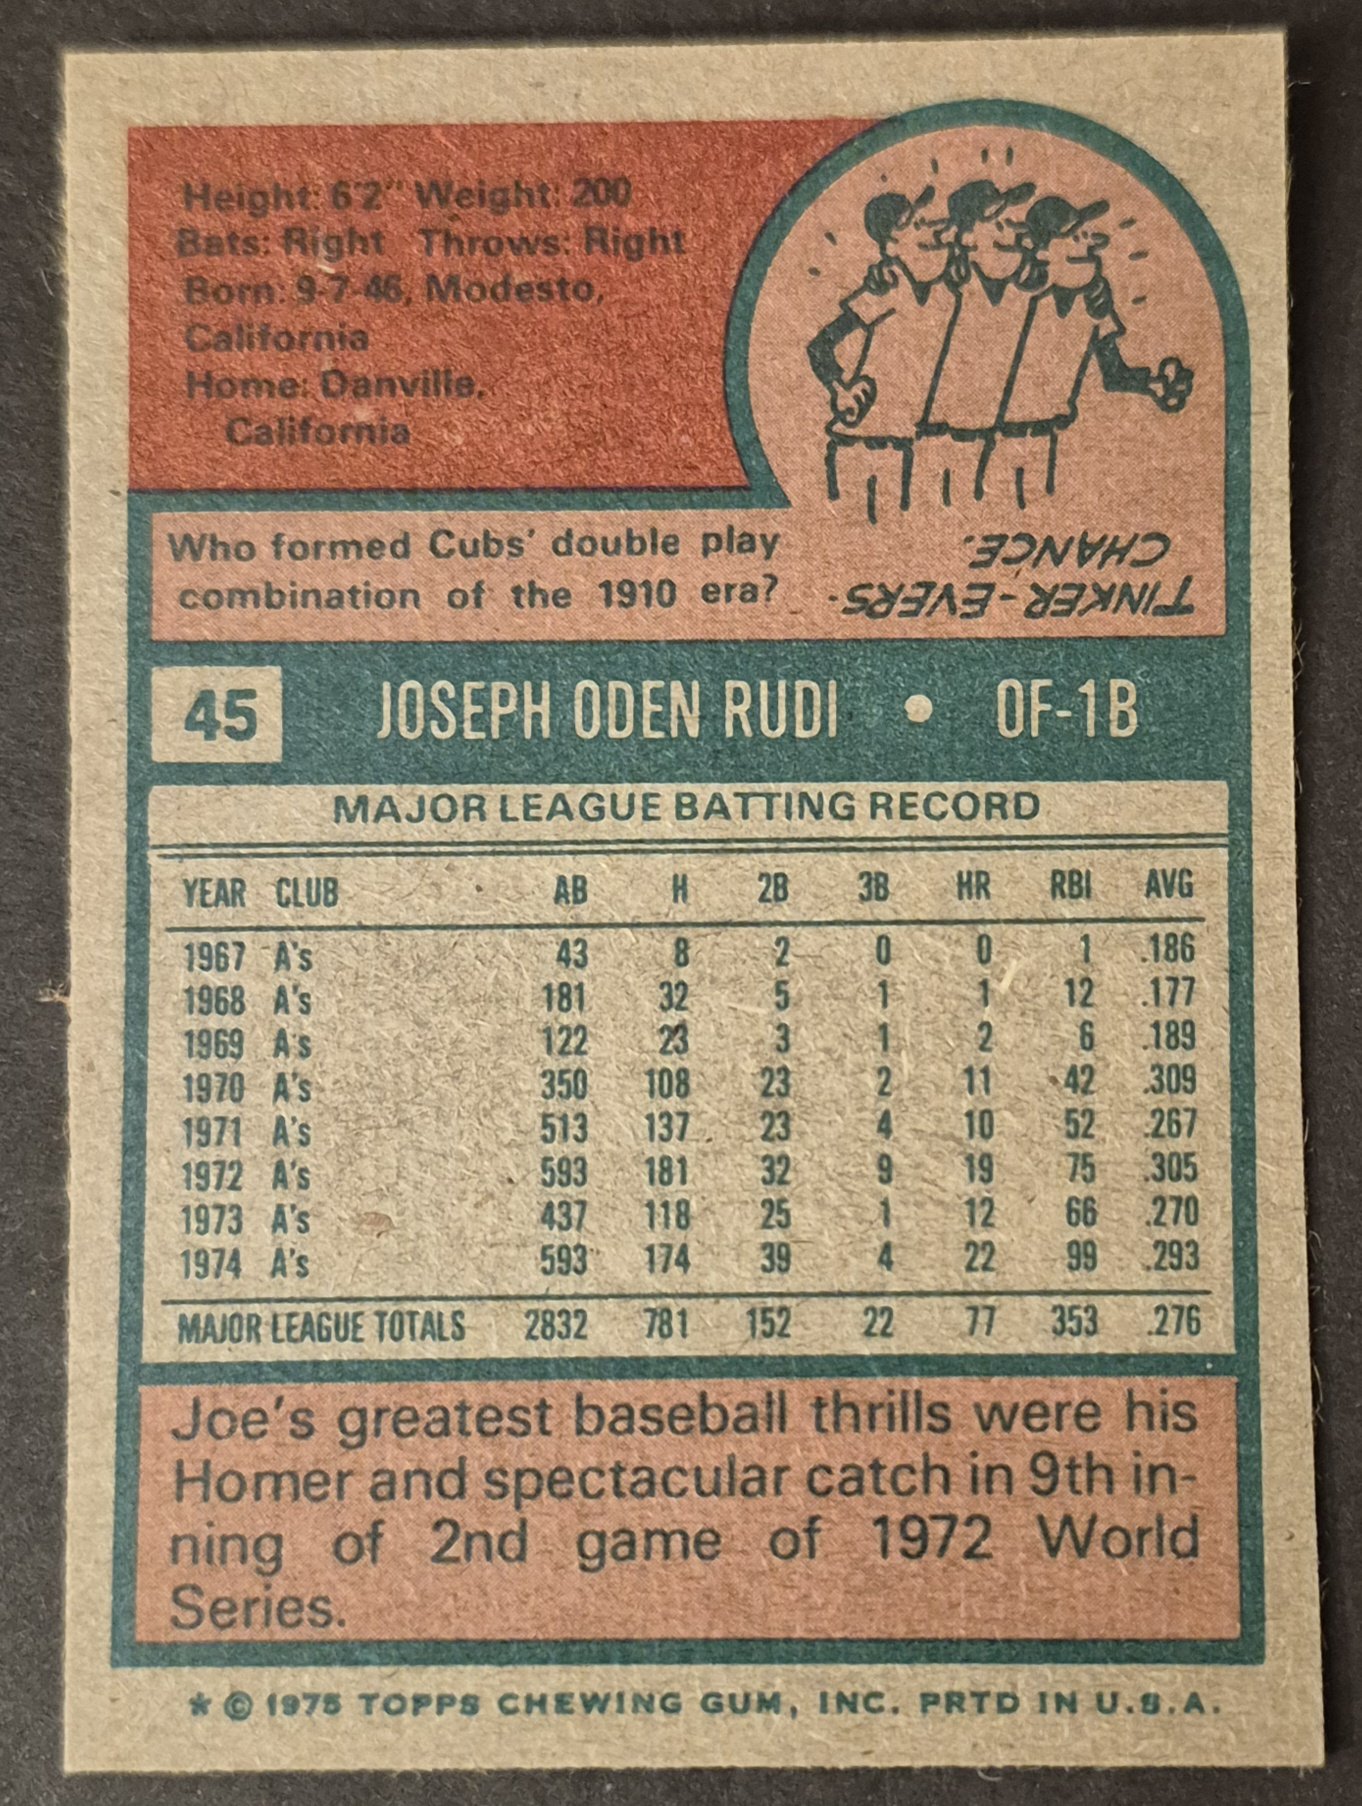 Height: 6'2" Weight: 200
Bats: Right Throws: Right
Born: 9-7-46, Modesto,
California
Home: Danville,
California
Who formed Cubs' double play
combination of the 1910 era?
TINKER-EVERS-
CHANCE.
45 JOSEPH ODEN RUDI • OF-1B
MAJOR LEAGUE BATTING RECORD
YEAR CLUB AB H 2B 3B HR RBI AVG
1967 A's 43 8 2 0 0 1 .186
1968 A's 181 32 5 1 1 12 .177
1969 A's 122 23 3 1 2 6 .189
1970 A's 350 108 23 2 11 42 .309
1971 A's 513 137 23 4 10 52 .267
1972 A's 593 181 32 9 19 75 .305
1973 A's 437 118 25 1 12 66 .270
1974 A's 593 174 39 4 22 99 .293
MAJOR LEAGUE TOTALS 2832 781 152 22 77 353 .276
Joe's greatest baseball thrills were his
Homer and spectacular catch in 9th in-
ning of 2nd game of 1972 World
Series.
* © 1975 TOPPS CHEWING GUM, INC. PRTD IN U.S.A.